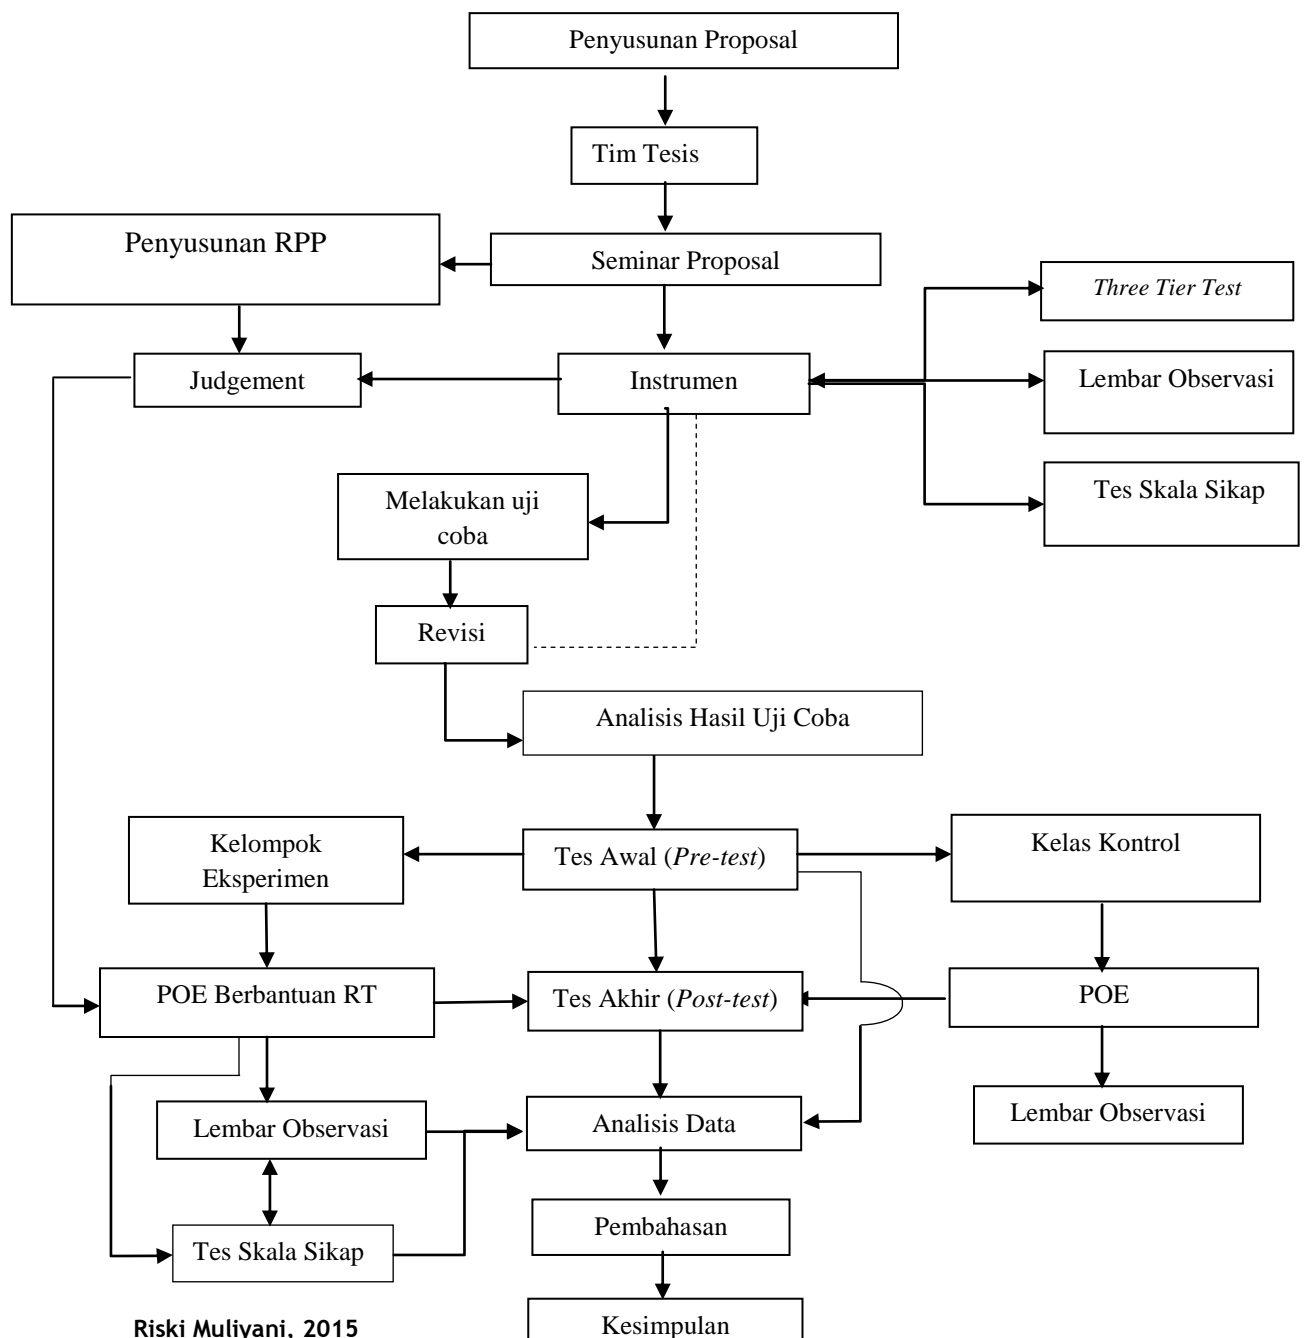 Penyusunan Proposal
Tim Tesis
Penyusunan RPP
Seminar Proposal
Three Tier Test
Judgement
Instrumen
Lembar Observasi
Melakukan uji
coba
Tes Skala Sikap
Revisi
Analisis Hasil Uji Coba
Kelompok
Eksperimen
Tes Awal (Pre-test)
Kelas Kontrol
POE Berbantuan RT
Tes Akhir (Post-test)
POE
Lembar Observasi
Analisis Data
Lembar Observasi
Tes Skala Sikap
Pembahasan
Kesimpulan
Riski Muliyani, 2015